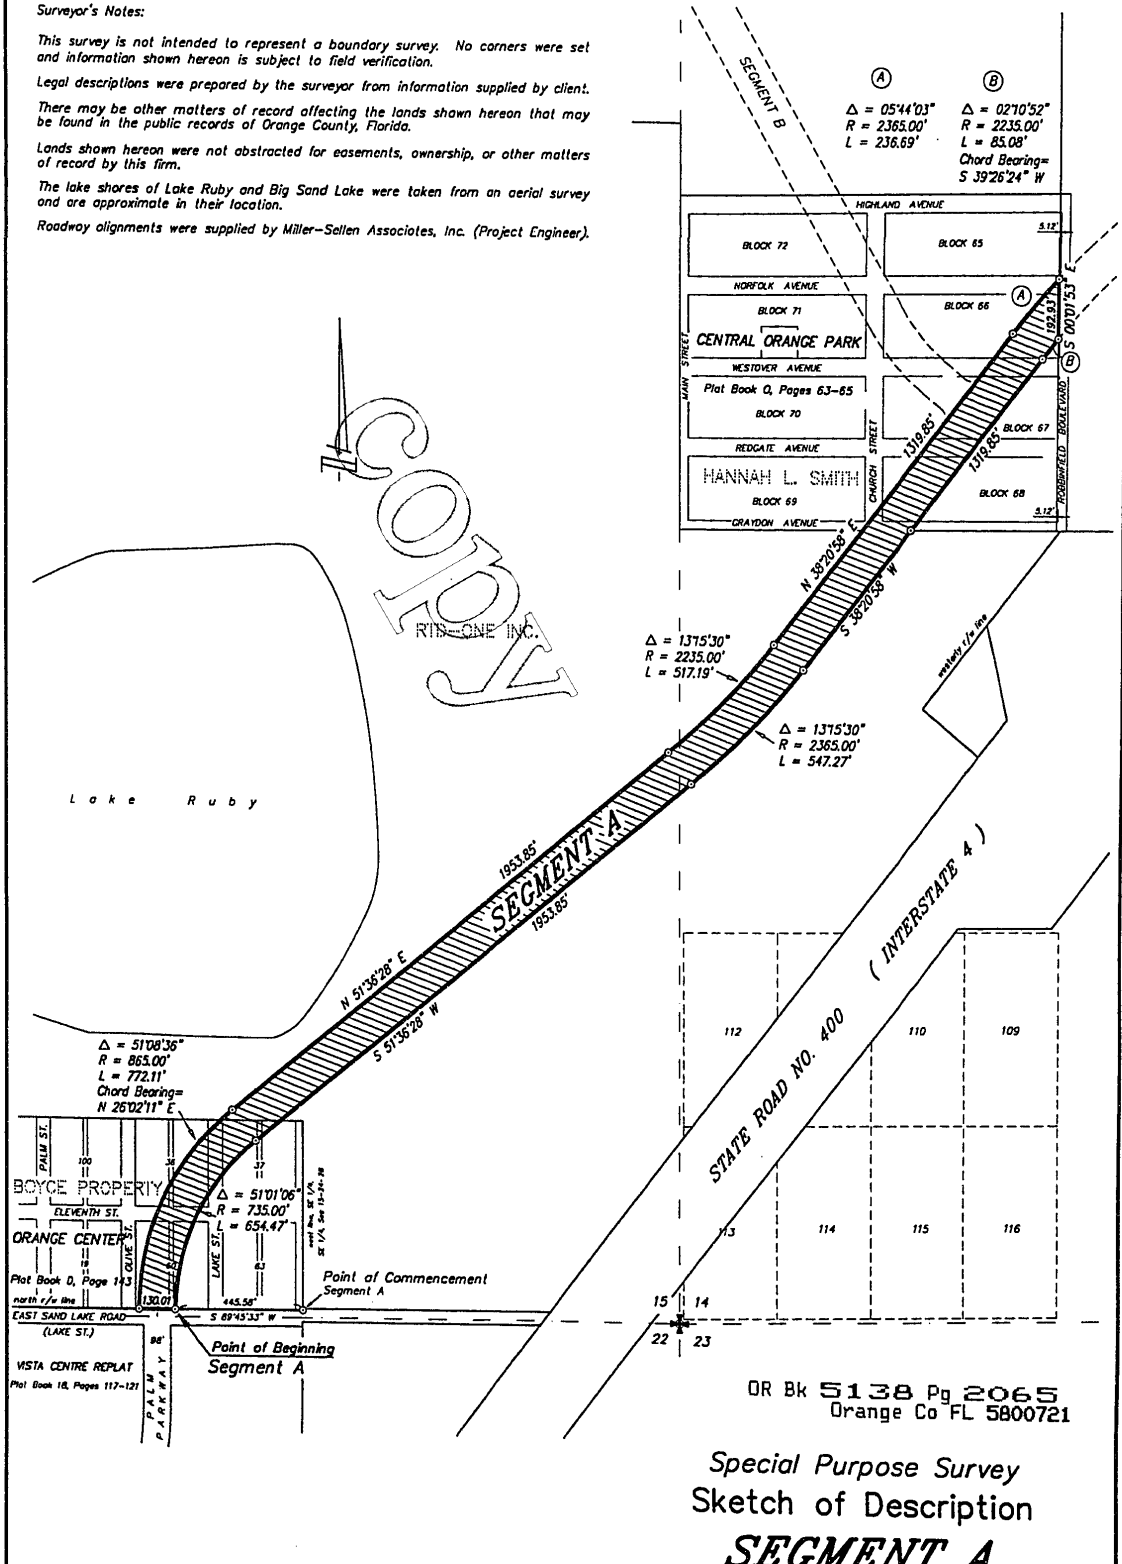 Surveyor's Notes:
This survey is not intended to represent a boundary survey. No corners were set
and information shown hereon is subject to field verification.
Legal descriptions were prepared by the surveyor from information supplied by client.
There may be other matters of record affecting the lands shown hereon that may
be found in the public records of Orange County, Florida.
Lands shown hereon were not abstracted for easements, ownership, or other matters
of record by this firm.
The lake shores of Lake Ruby and Big Sand Lake were taken from an aerial survey
and are approximate in their location.
Roadway alignments were supplied by Miller-Sellen Associates, Inc. (Project Engineer).
SEGMENT B
A
Δ = 05°44'03"
R = 2365.00'
L = 236.69'
B
Δ = 02°10'52"
R = 2235.00'
L = 85.08'
Chord Bearing=
S 39°26'24" W
HIGHLAND AVENUE
BLOCK 72
BLOCK 65
5.12'
NORFOLK AVENUE
A
BLOCK 71
BLOCK 66
192.93'
S 00°01'53" E
CENTRAL ORANGE PARK
MAIN STREET
WESTOVER AVENUE
B
Plat Book O, Pages 63-65
BLOCK 70
BLOCK 67
CHURCH STREET
ROBBINFIELD BOULEVARD
1319.85'
1319.85'
REDGATE AVENUE
HANNAH L. SMITH
BLOCK 69
BLOCK 68
5.12'
GRAYDON AVENUE
N
Copy
N 38°20'58" E
S 38°20'58" W
RTD-ONE INC.
westerly r/w line
Δ = 13°15'30"
R = 2235.00'
L = 517.19'
Δ = 13°15'30"
R = 2365.00'
L = 547.27'
Lake Ruby
1953.85'
SEGMENT A
1953.85'
( INTERSTATE 4 )
STATE ROAD NO. 400
N 51°36'28" E
S 51°36'28" W
112
110
109
Δ = 51°08'36"
R = 865.00'
L = 772.11'
Chord Bearing=
N 26°02'11" E
PALM ST.
100
36
37
BOYCE PROPERTY
Δ = 51°01'06"
R = 735.00'
L = 654.47'
ELEVENTH ST.
ORANGE CENTER
OLIVE ST.
LAKE ST.
19
63
113
114
115
116
Plat Book D, Page 143
Point of Commencement
Segment A
north r/w line
130.01'
445.58'
S 89°45'33" W
EAST SAND LAKE ROAD
(LAKE ST.)
15
14
22
23
98'
PALM PARKWAY
Point of Beginning
Segment A
VISTA CENTRE REPLAT
Plat Book 18, Pages 117-121
OR Bk 5138 Pg 2065
Orange Co FL 5800721
Special Purpose Survey
Sketch of Description
SEGMENT A